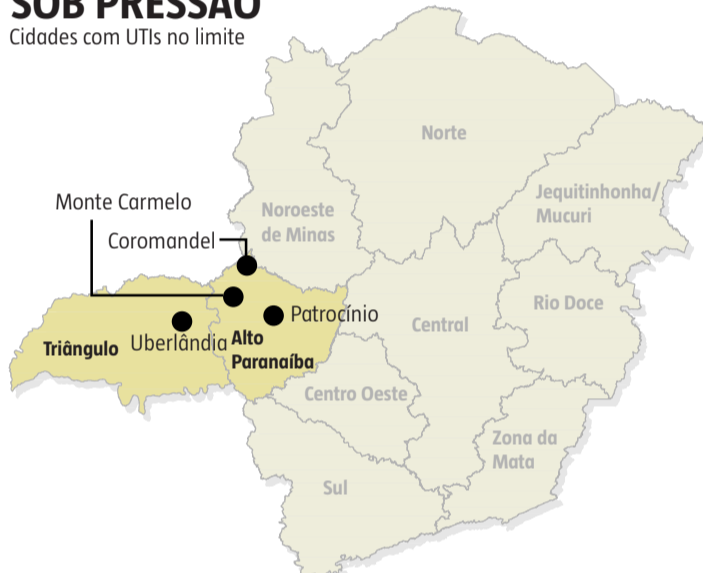 SOB PRESSÃO
Cidades com UTIs no limite
Norte
Jequitinhonha/
Mucuri
Monte Carmelo
Noroeste
de Minas
Coromandel
Rio Doce
Patrocínio
Central
Uberlândia
Triângulo
Alto
Paranaíba
Centro Oeste
Zona da
Mata
Sul